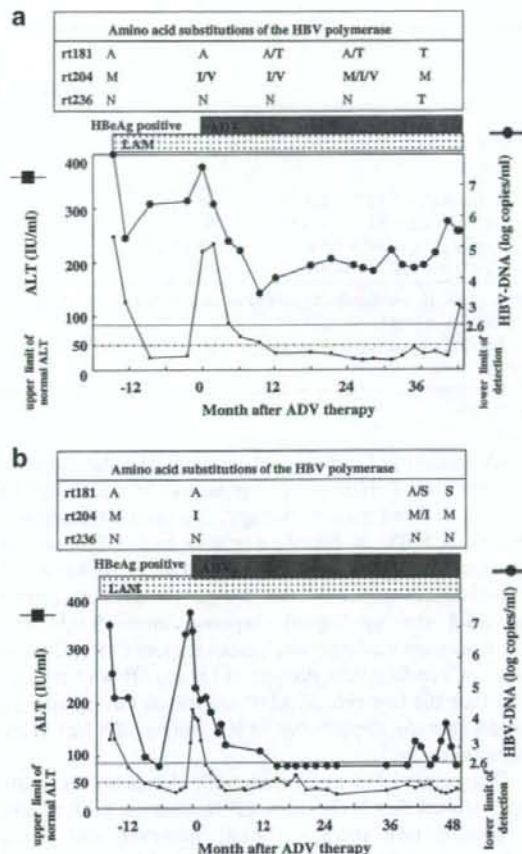 a
Amino acid substitutions of the HBV polymerase
rt181 A A A/T A/T T
rt204 M I/V I/V M/I/V M
rt236 N N N N T
HBeAg positive
LAM
400
300
200
100
50
0
ALT (IU/ml)
upper limit of normal ALT
7
6
5
4
3
2.6
HBV-DNA (log copies/ml)
lower limit of detection
-12 0 12 24 36
Month after ADV therapy
b
Amino acid substitutions of the HBV polymerase
rt181 A A A/S S
rt204 M I M/I M
rt236 N N N N
HBeAg positive
LAM
400
300
200
100
50
0
ALT (IU/ml)
upper limit of normal ALT
7
6
5
4
3
2.6
HBV-DNA (log copies/ml)
lower limit of detection
-12 0 12 24 36 48
Month after ADV therapy